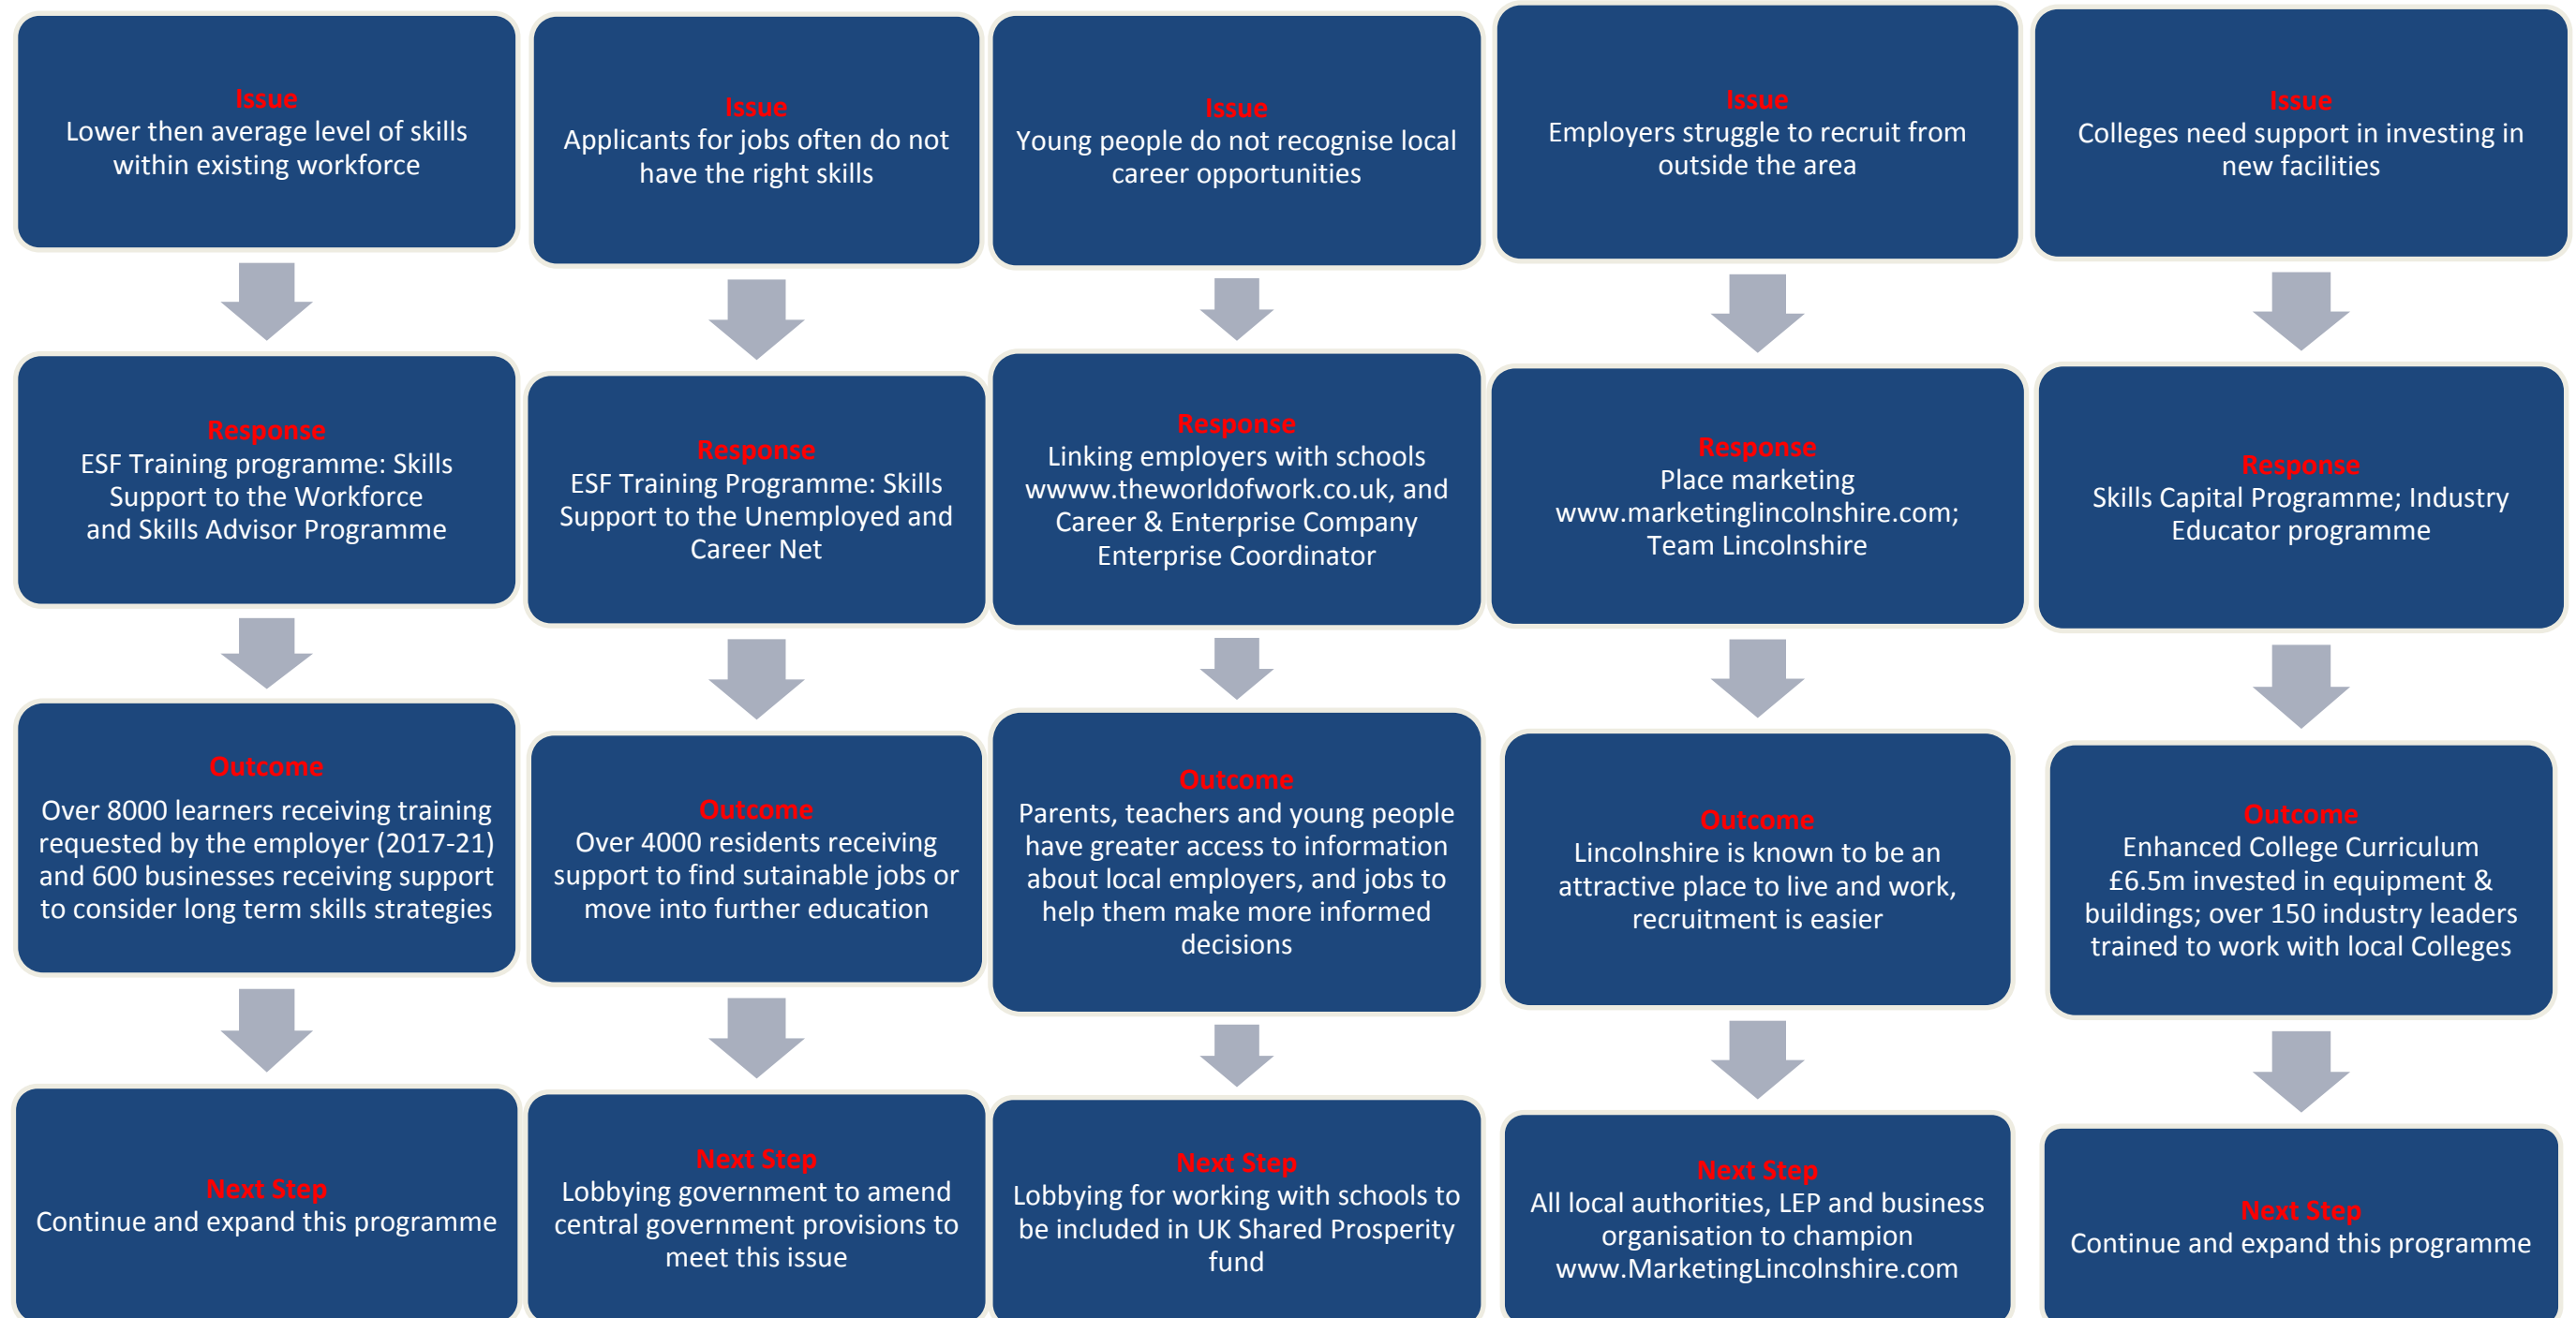 Issue
Lower then average level of skills
within existing workforce
Response
ESF Training programme: Skills
Support to the Workforce
and Skills Advisor Programme
Outcome
Over 8000 learners receiving training
requested by the employer (2017-21)
and 600 businesses receiving support
to consider long term skills strategies
Next Step
Continue and expand this programme
Issue
Applicants for jobs often do not
have the right skills
Response
ESF Training Programme: Skills
Support to the Unemployed and
Career Net
Outcome
Over 4000 residents receiving
support to find sutainable jobs or
move into further education
Next Step
Lobbying government to amend
central government provisions to
meet this issue
Issue
Young people do not recognise local
career opportunities
Response
Linking employers with schools
wwww.theworldofwork.co.uk, and
Career & Enterprise Company
Enterprise Coordinator
Outcome
Parents, teachers and young people
have greater access to information
about local employers, and jobs to
help them make more informed
decisions
Next Step
Lobbying for working with schools to
be included in UK Shared Prosperity
fund
Issue
Employers struggle to recruit from
outside the area
Response
Place marketing
www.marketinglincolnshire.com;
Team Lincolnshire
Outcome
Lincolnshire is known to be an
attractive place to live and work,
recruitment is easier
Next Step
All local authorities, LEP and business
organisation to champion
www.MarketingLincolnshire.com
Issue
Colleges need support in investing in
new facilities
Response
Skills Capital Programme; Industry
Educator programme
Outcome
Enhanced College Curriculum
£6.5m invested in equipment &
buildings; over 150 industry leaders
trained to work with local Colleges
Next Step
Continue and expand this programme